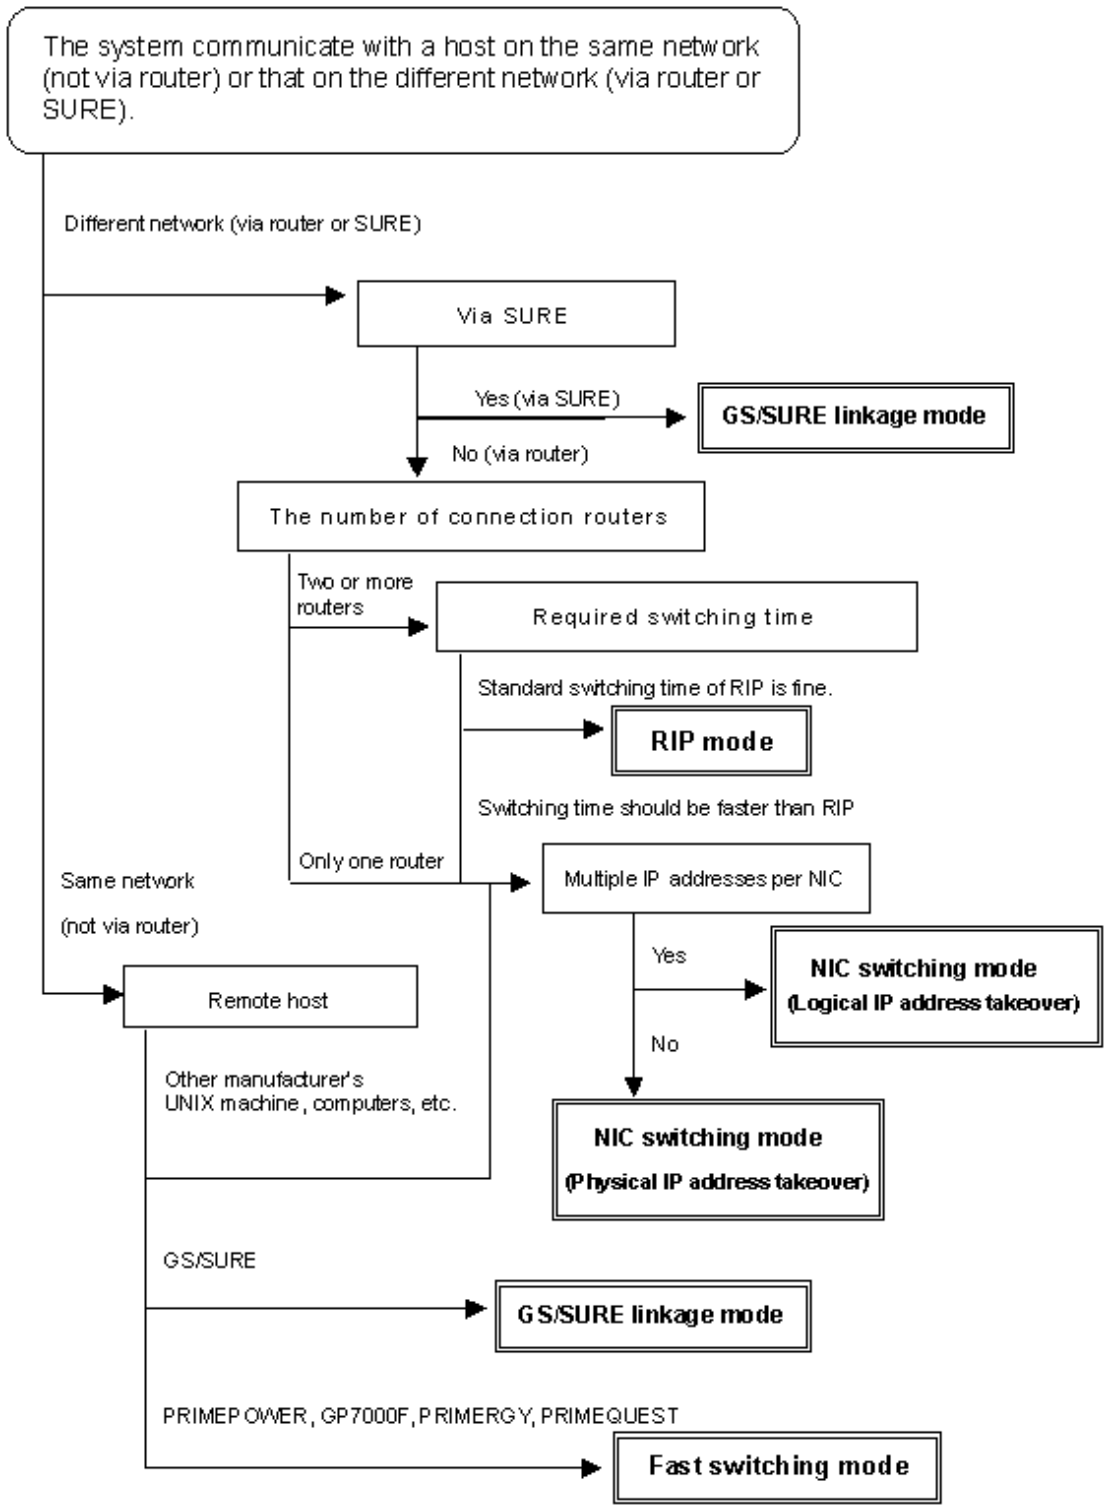 The system communicate with a host on the same network
(not via router) or that on the different network (via router or
SURE).
Different network (via router or SURE)
Via SURE
Yes (via SURE)
GS/SURE linkage mode
No (via router)
The number of connection routers
Two or more
routers
Required switching time
Standard switching time of RIP is fine.
RIP mode
Switching time should be faster than RIP
Only one router
Multiple IP addresses per NIC
Same network
(not via router)
Yes
NIC switching mode
(Logical IP address takeover)
Remote host
No
Other manufacturer's
UNIX machine, computers, etc.
NIC switching mode
(Physical IP address takeover)
GS/SURE
GS/SURE linkage mode
PRIMEPOWER, GP7000F, PRIMERGY, PRIMEQUEST
Fast switching mode